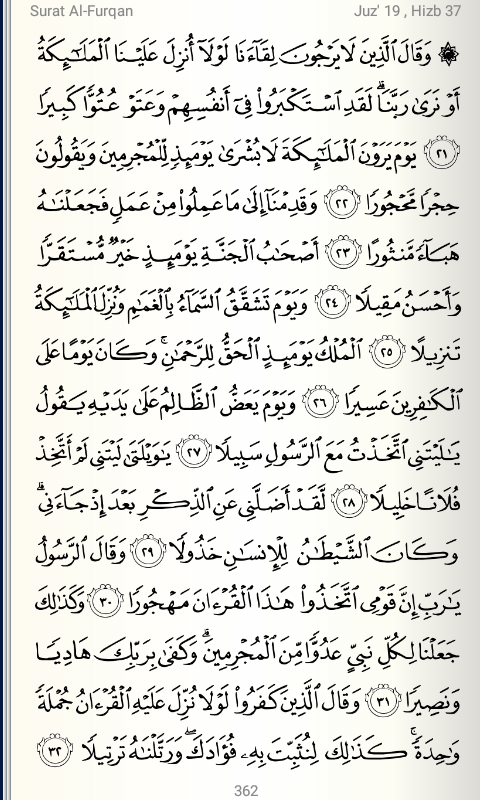 Surat Al-Furqan
Juz' 19 , Hizb 37
۞ وَقَالَ ٱلَّذِينَ لَا يَرْجُونَ لِقَآءَنَا لَوْلَآ أُنزِلَ عَلَيْنَا ٱلْمَلَـٰٓئِكَةُ
أَوْ نَرَىٰ رَبَّنَا ۗ لَقَدِ ٱسْتَكْبَرُوا۟ فِىٓ أَنفُسِهِمْ وَعَتَوْ عُتُوًّا كَبِيرًا
٢١ يَوْمَ يَرَوْنَ ٱلْمَلَـٰٓئِكَةَ لَا بُشْرَىٰ يَوْمَئِذٍ لِّلْمُجْرِمِينَ وَيَقُولُونَ
حِجْرًا مَّحْجُورًا ٢٢ وَقَدِمْنَآ إِلَىٰ مَا عَمِلُوا۟ مِنْ عَمَلٍ فَجَعَلْنَـٰهُ
هَبَآءً مَّنثُورًا ٢٣ أَصْحَـٰبُ ٱلْجَنَّةِ يَوْمَئِذٍ خَيْرٌ مُّسْتَقَرًّا
وَأَحْسَنُ مَقِيلًا ٢٤ وَيَوْمَ تَشَقَّقُ ٱلسَّمَآءُ بِٱلْغَمَـٰمِ وَنُزِّلَ ٱلْمَلَـٰٓئِكَةُ
تَنزِيلًا ٢٥ ٱلْمُلْكُ يَوْمَئِذٍ ٱلْحَقُّ لِلرَّحْمَـٰنِ ۚ وَكَانَ يَوْمًا عَلَى
ٱلْكَـٰفِرِينَ عَسِيرًا ٢٦ وَيَوْمَ يَعَضُّ ٱلظَّالِمُ عَلَىٰ يَدَيْهِ يَقُولُ
يَـٰلَيْتَنِى ٱتَّخَذْتُ مَعَ ٱلرَّسُولِ سَبِيلًا ٢٧ يَـٰوَيْلَتَىٰ لَيْتَنِى لَمْ أَتَّخِذْ
فُلَانًا خَلِيلًا ٢٨ لَّقَدْ أَضَلَّنِى عَنِ ٱلذِّكْرِ بَعْدَ إِذْ جَآءَنِى ۗ
وَكَانَ ٱلشَّيْطَـٰنُ لِلْإِنسَـٰنِ خَذُولًا ٢٩ وَقَالَ ٱلرَّسُولُ
يَـٰرَبِّ إِنَّ قَوْمِى ٱتَّخَذُوا۟ هَـٰذَا ٱلْقُرْءَانَ مَهْجُورًا ٣٠ وَكَذَٰلِكَ
جَعَلْنَا لِكُلِّ نَبِىٍّ عَدُوًّا مِّنَ ٱلْمُجْرِمِينَ ۗ وَكَفَىٰ بِرَبِّكَ هَادِيًا
وَنَصِيرًا ٣١ وَقَالَ ٱلَّذِينَ كَفَرُوا۟ لَوْلَا نُزِّلَ عَلَيْهِ ٱلْقُرْءَانُ جُمْلَةً
وَٰحِدَةً ۚ كَذَٰلِكَ لِنُثَبِّتَ بِهِۦ فُؤَادَكَ ۖ وَرَتَّلْنَـٰهُ تَرْتِيلًا ٣٢
362